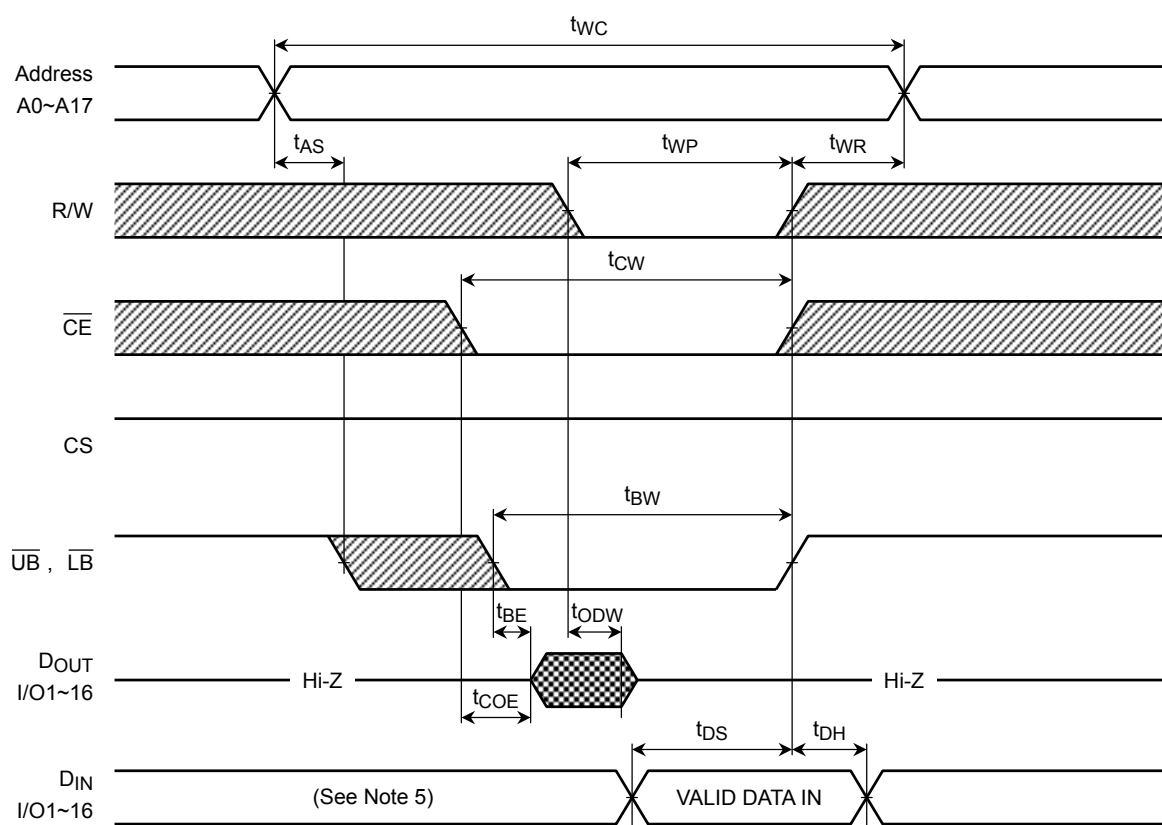 tWC
Address
A0~A17
tAS
tWP
tWR
R/W
tCW
CE
CS
tBW
UB , LB
tBE
tODW
DOUT
I/O1~16
Hi-Z
Hi-Z
tCOE
tDS
tDH
DIN
I/O1~16
(See Note 5)
VALID DATA IN